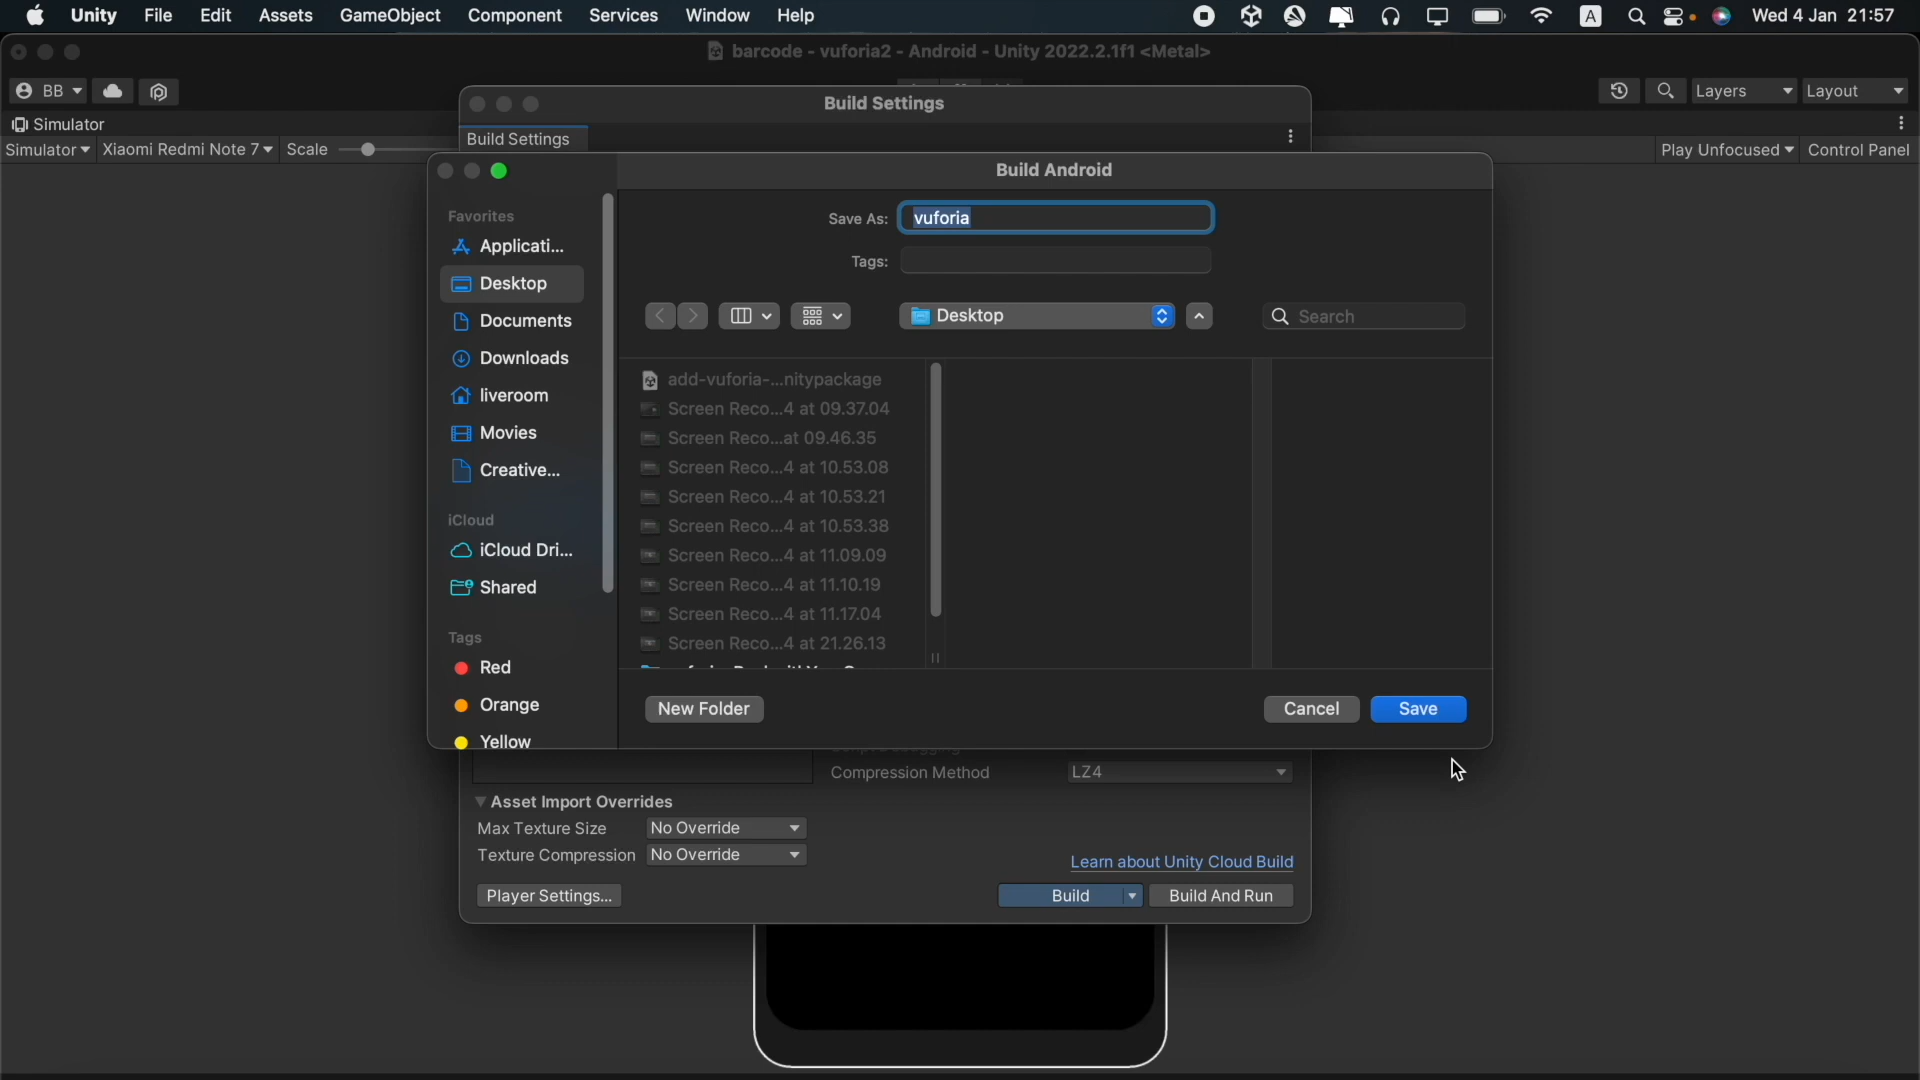 Unity File Edit Assets GameObject Component Services Window Help A Wed 4 Jan 21:57
barcode - vuforia2 - Android - Unity 2022.2.1f1 <Metal>
BB Layers Layout
Build Settings
Simulator
Build Settings
Simulator Xiaomi Redmi Note 7 Scale Play Unfocused Control Panel
Build Android
Save As: vuforia
Tags:
Desktop Search
Favorites
Applicati...
Desktop
Documents
Downloads
liveroom
Movies
Creative...
iCloud
iCloud Dri...
Shared
Tags
Red
Orange
Yellow
add-vuforia-...nitypackage
Screen Reco...4 at 09.37.04
Screen Reco...at 09.46.35
Screen Reco...4 at 10.53.08
Screen Reco...4 at 10.53.21
Screen Reco...4 at 10.53.38
Screen Reco...4 at 11.09.09
Screen Reco...4 at 11.10.19
Screen Reco...4 at 11.17.04
Screen Reco...4 at 21.26.13
New Folder Cancel Save
Compression Method LZ4
Asset Import Overrides
Max Texture Size No Override
Texture Compression No Override
Learn about Unity Cloud Build
Player Settings... Build Build And Run